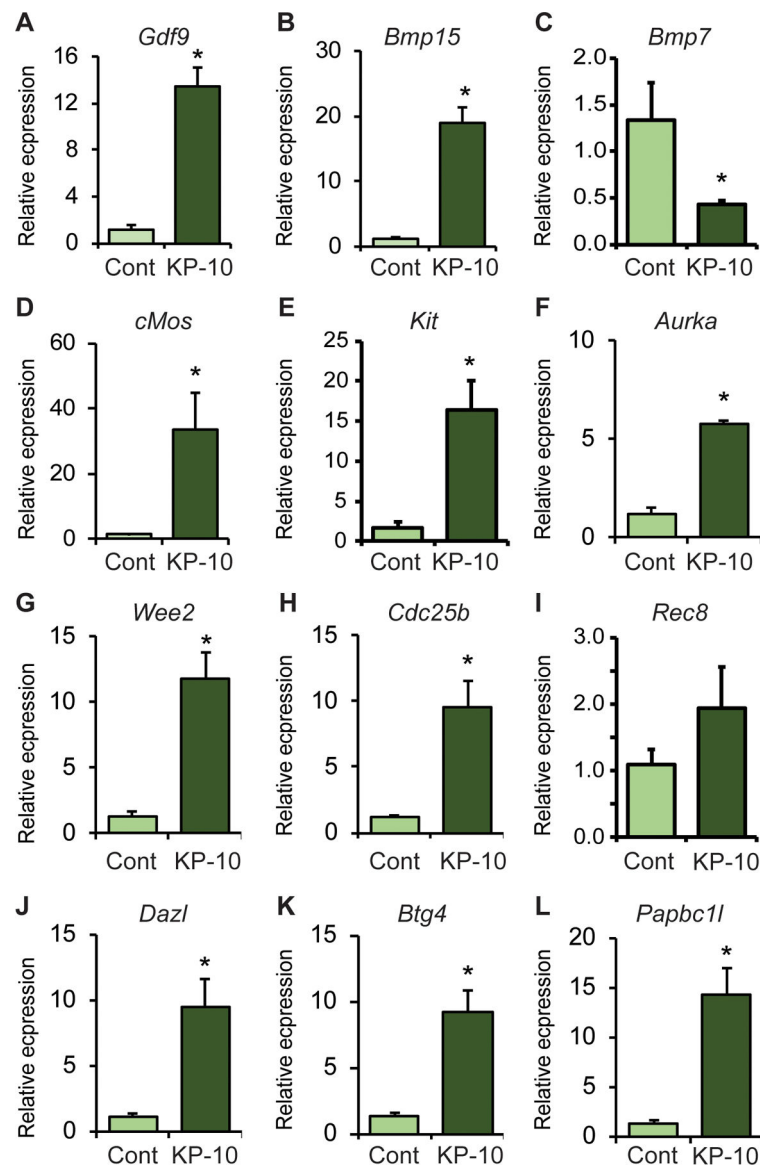 A Gdf9
Relative ecpression
16
12
8
4
0
*
Cont KP-10
B Bmp15
Relative ecpression
30
20
10
0
*
Cont KP-10
C Bmp7
Relative ecpression
2.0
1.5
1.0
0.5
0.0
*
Cont KP-10
D cMos
Relative ecpression
60
40
20
0
*
Cont KP-10
E Kit
Relative ecpression
25
20
15
10
5
0
*
Cont KP-10
F Aurka
Relative ecpression
10
5
0
*
Cont KP-10
G Wee2
Relative ecpression
15
10
5
0
*
Cont KP-10
H Cdc25b
Relative ecpression
15
10
5
0
*
Cont KP-10
I Rec8
Relative ecpression
3.0
2.0
1.0
0.0
Cont KP-10
J Dazl
Relative ecpression
15
10
5
0
*
Cont KP-10
K Btg4
Relative ecpression
15
10
5
0
*
Cont KP-10
L Papbc1l
Relative ecpression
20
15
10
5
0
*
Cont KP-10